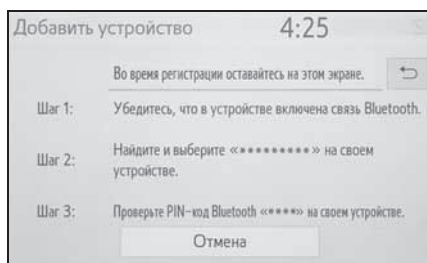 Добавить устройство 4:25
Во время регистрации оставайтесь на этом экране.
Шаг 1: Убедитесь, что в устройстве включена связь Bluetooth.
Шаг 2: Найдите и выберите «*********» на своем
устройстве.
Шаг 3: Проверьте PIN-код Bluetooth «****» на своем устройстве.
Отмена